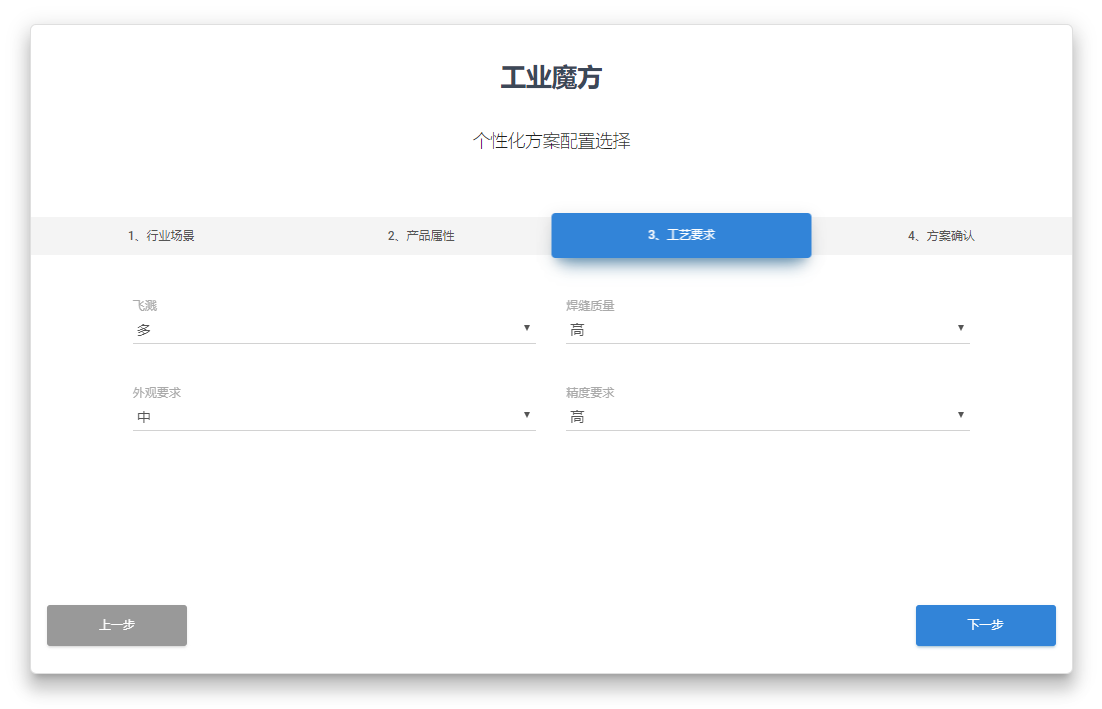 工业魔方
个性化方案配置选择
1、行业场景
2、产品属性
3、工艺要求
4、方案确认
飞溅
多
焊缝质量
高
外观要求
中
精度要求
高
上一步
下一步